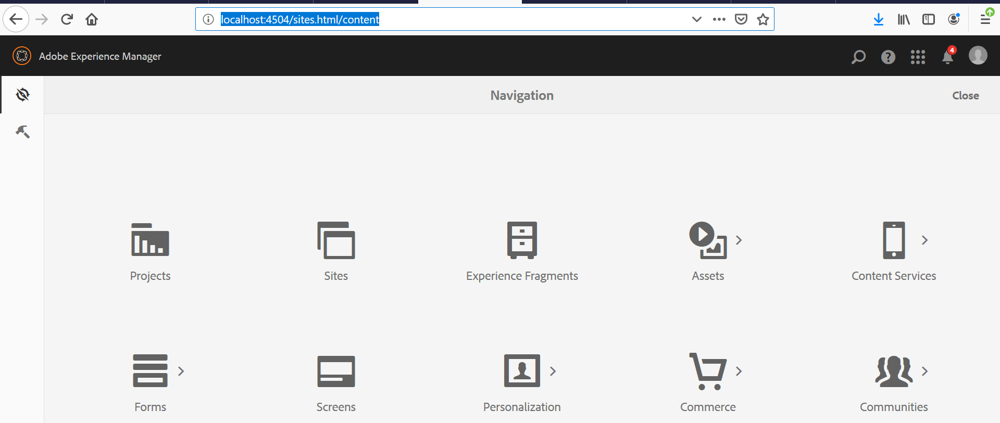 localhost:4504/sites.html/content
Adobe Experience Manager
?
4
Navigation
Close
Projects
Sites
Experience Fragments
Assets
Content Services
Forms
Screens
Personalization
Commerce
Communities